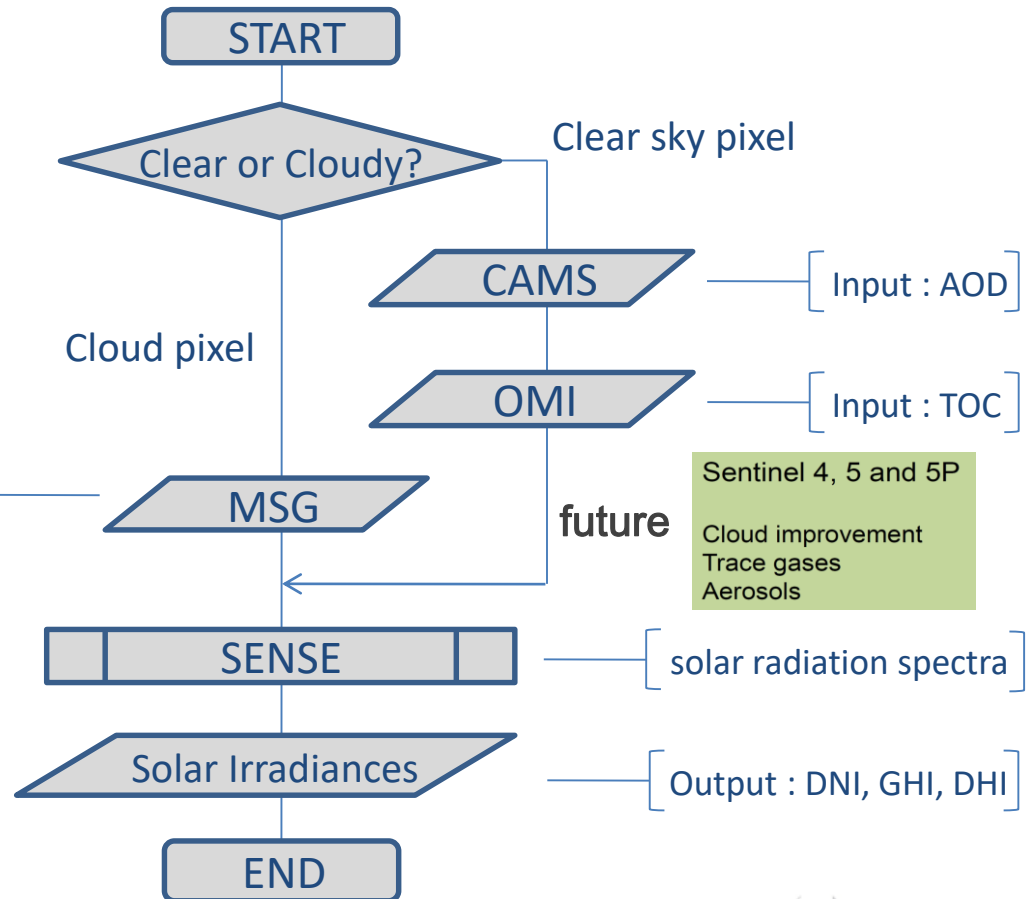 START
Clear or Cloudy?
Clear sky pixel
CAMS
Input : AOD
Cloud pixel
OMI
Input : TOC
MSG
future
Sentinel 4, 5 and 5P
Cloud improvement
Trace gases
Aerosols
SENSE
solar radiation spectra
Solar Irradiances
Output : DNI, GHI, DHI
END